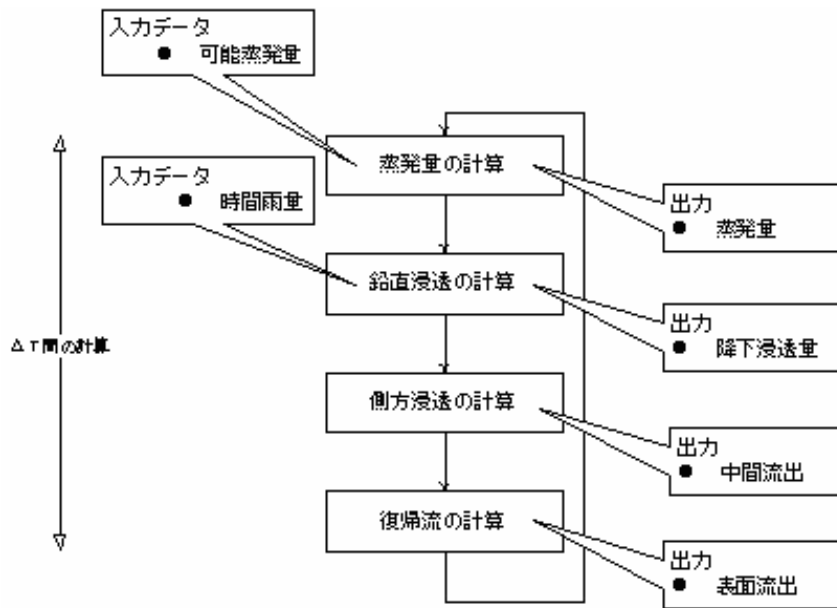 入力データ
● 可能蒸発量
蒸発量の計算
入力データ
● 時間雨量
出力
● 蒸発量
鉛直浸透の計算
出力
● 降下浸透量
ΔT間の計算
側方浸透の計算
出力
● 中間流出
復帰流の計算
出力
● 表面流出